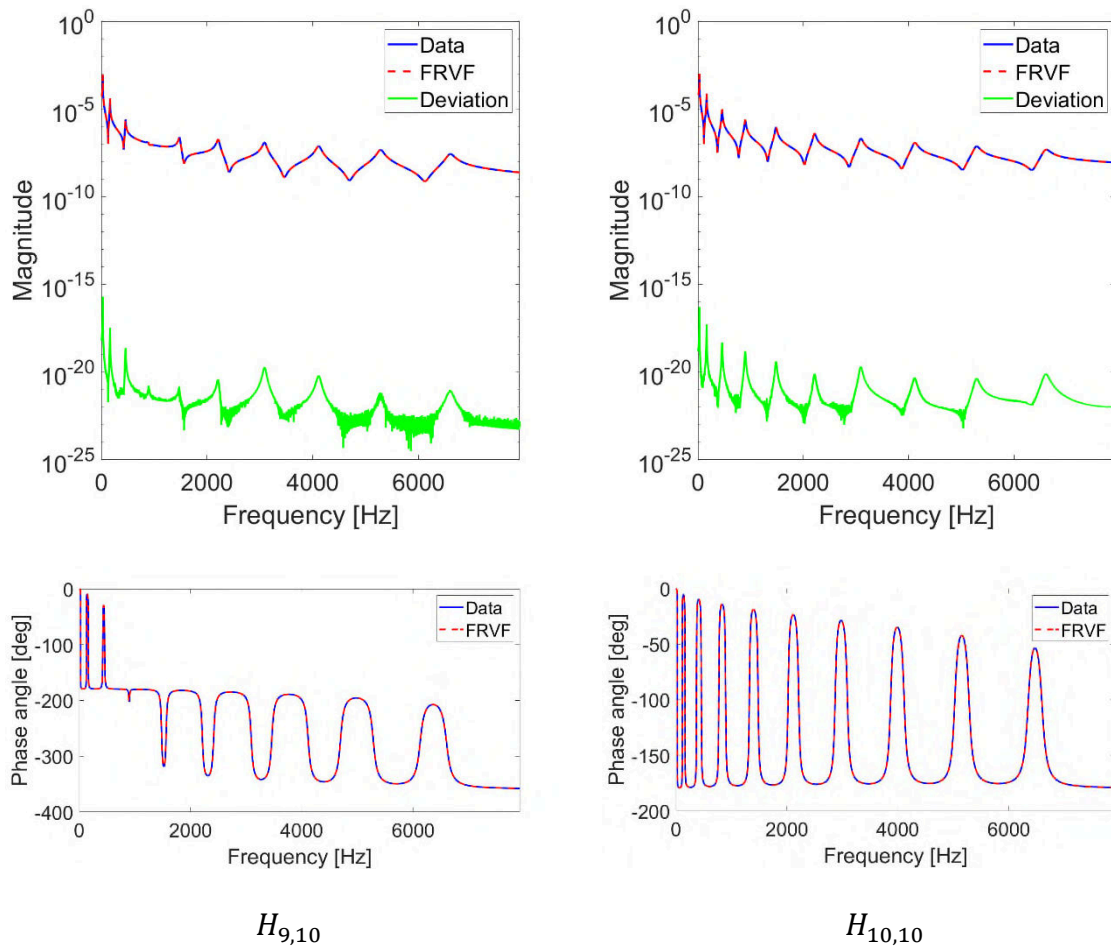 10^0
10^-5
10^-10
10^-15
10^-20
10^-25
Magnitude
0 2000 4000 6000
Frequency [Hz]
Data
FRVF
Deviation
10^0
10^-5
10^-10
10^-15
10^-20
10^-25
Magnitude
0 2000 4000 6000
Frequency [Hz]
Data
FRVF
Deviation
0
-100
-200
-300
-400
Phase angle [deg]
0 2000 4000 6000
Frequency [Hz]
Data
FRVF
0
-50
-100
-150
-200
Phase angle [deg]
0 2000 4000 6000
Frequency [Hz]
Data
FRVF
H_{9,10}
H_{10,10}